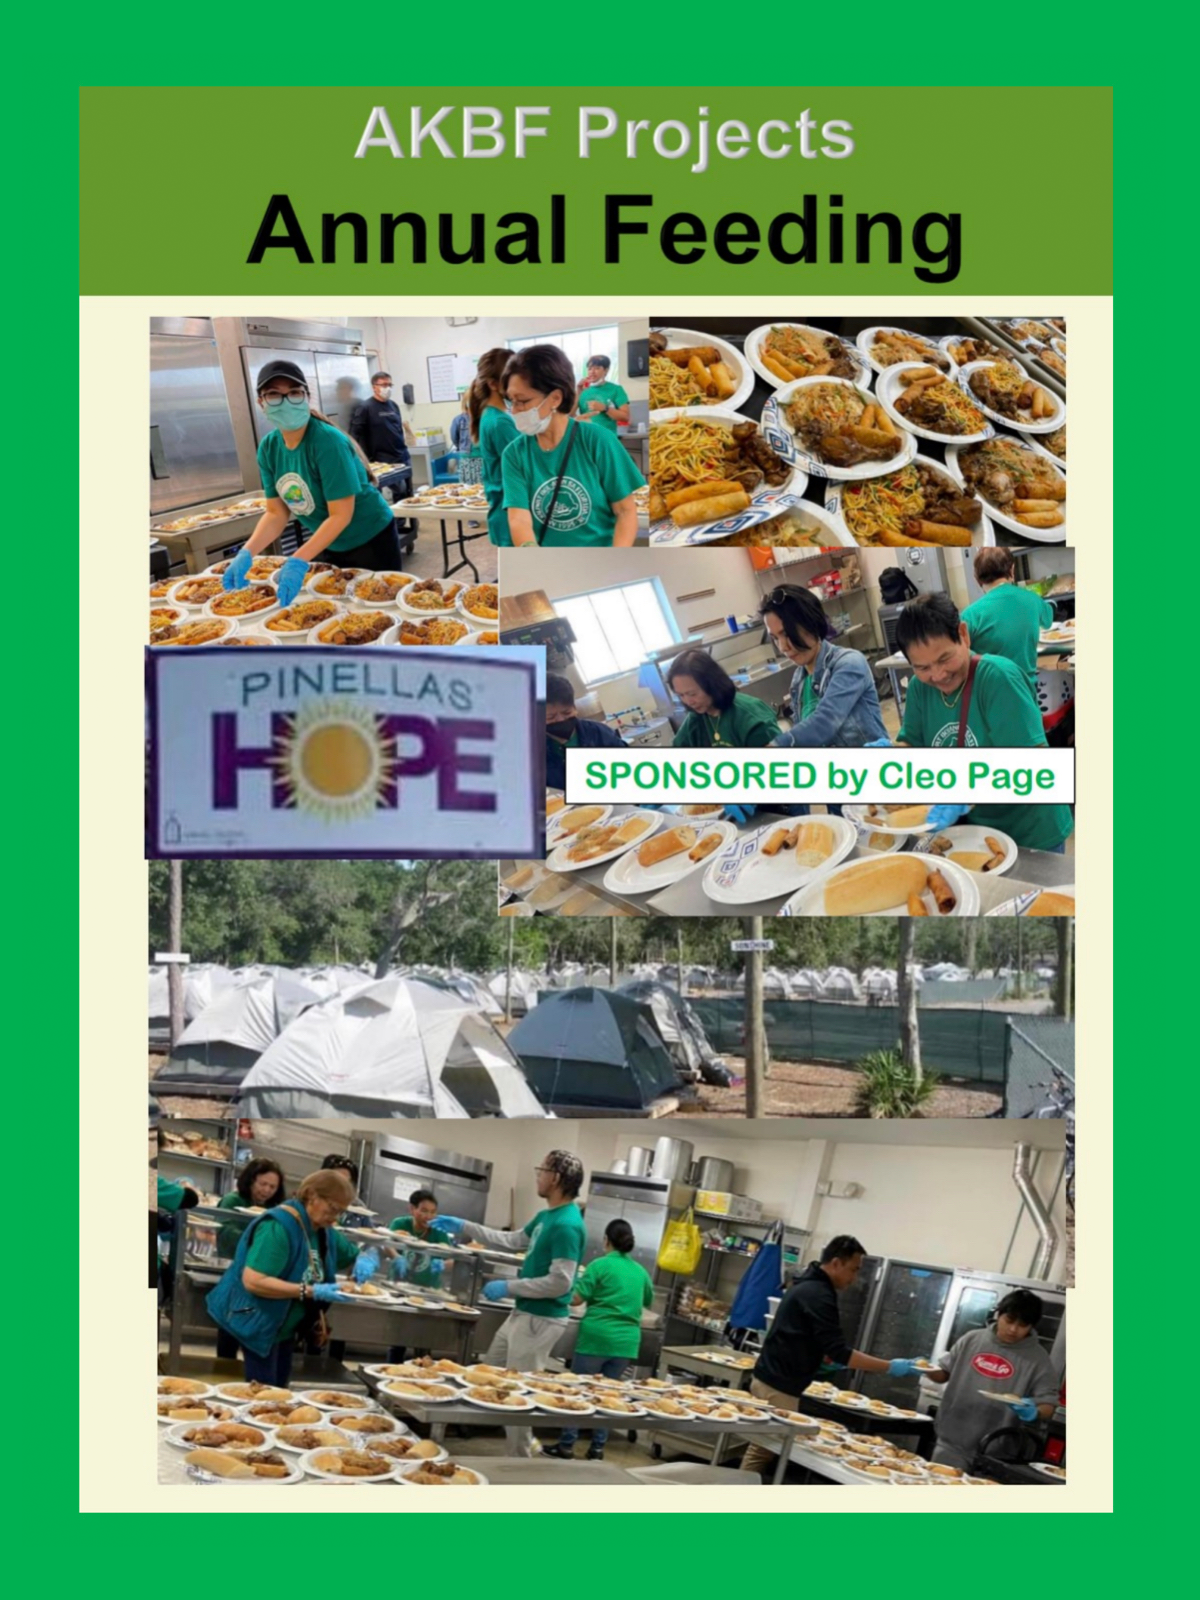 AKBF Projects
Annual Feeding
PINELLAS
HOPE
SPONSORED by Cleo Page